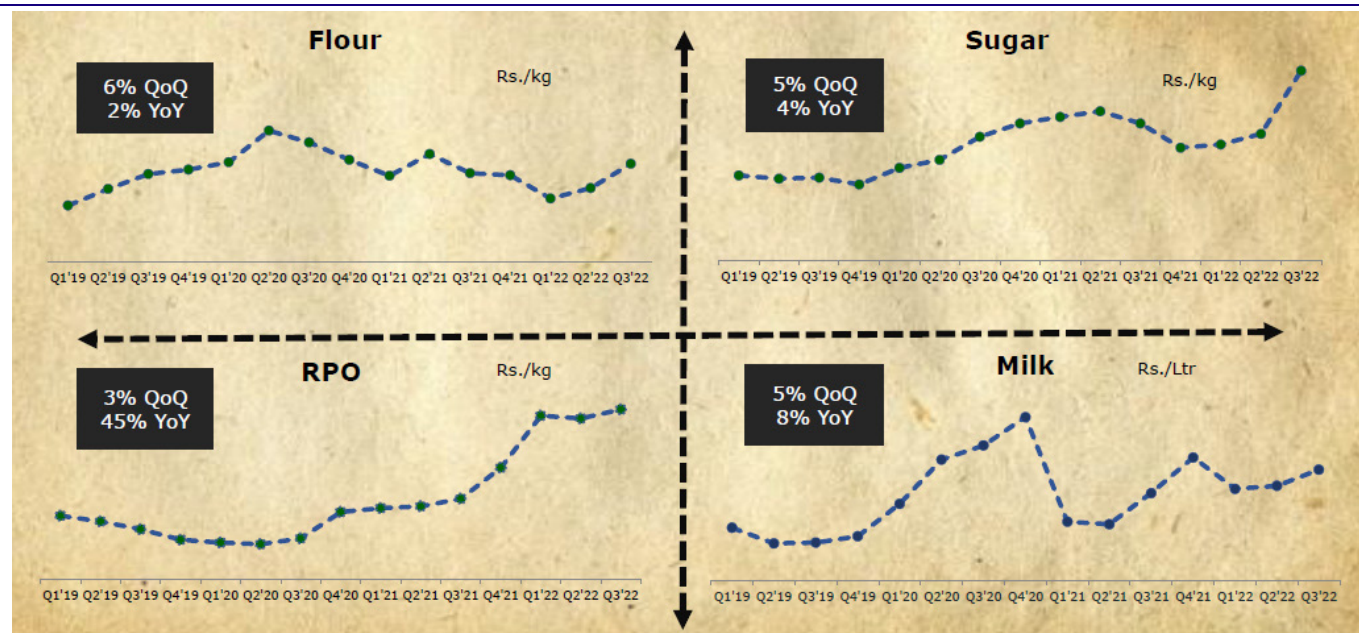 Flour
Rs./kg
6% QoQ
2% YoY
Q1'19 Q2'19 Q3'19 Q4'19 Q1'20 Q2'20 Q3'20 Q4'20 Q1'21 Q2'21 Q3'21 Q4'21 Q1'22 Q2'22 Q3'22
Sugar
Rs./kg
5% QoQ
4% YoY
Q1'19 Q2'19 Q3'19 Q4'19 Q1'20 Q2'20 Q3'20 Q4'20 Q1'21 Q2'21 Q3'21 Q4'21 Q1'22 Q2'22 Q3'22
RPO
Rs./kg
3% QoQ
45% YoY
Q1'19 Q2'19 Q3'19 Q4'19 Q1'20 Q2'20 Q3'20 Q4'20 Q1'21 Q2'21 Q3'21 Q4'21 Q1'22 Q2'22 Q3'22
Milk
Rs./Ltr
5% QoQ
8% YoY
Q1'19 Q2'19 Q3'19 Q4'19 Q1'20 Q2'20 Q3'20 Q4'20 Q1'21 Q2'21 Q3'21 Q4'21 Q1'22 Q2'22 Q3'22